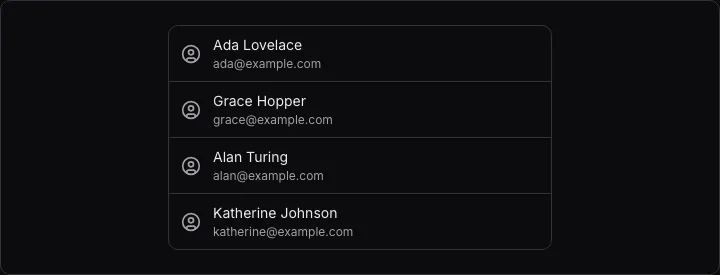 Ada Lovelace
ada@example.com
Grace Hopper
grace@example.com
Alan Turing
alan@example.com
Katherine Johnson
katherine@example.com